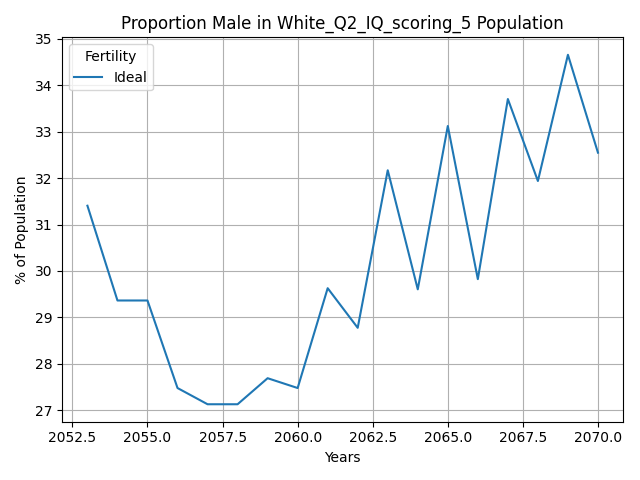 Proportion Male in White_Q2_IQ_scoring_5 Population
35
34
33
32
31
30
29
28
27
% of Population
Fertility
Ideal
2052.5 2055.0 2057.5 2060.0 2062.5 2065.0 2067.5 2070.0
Years